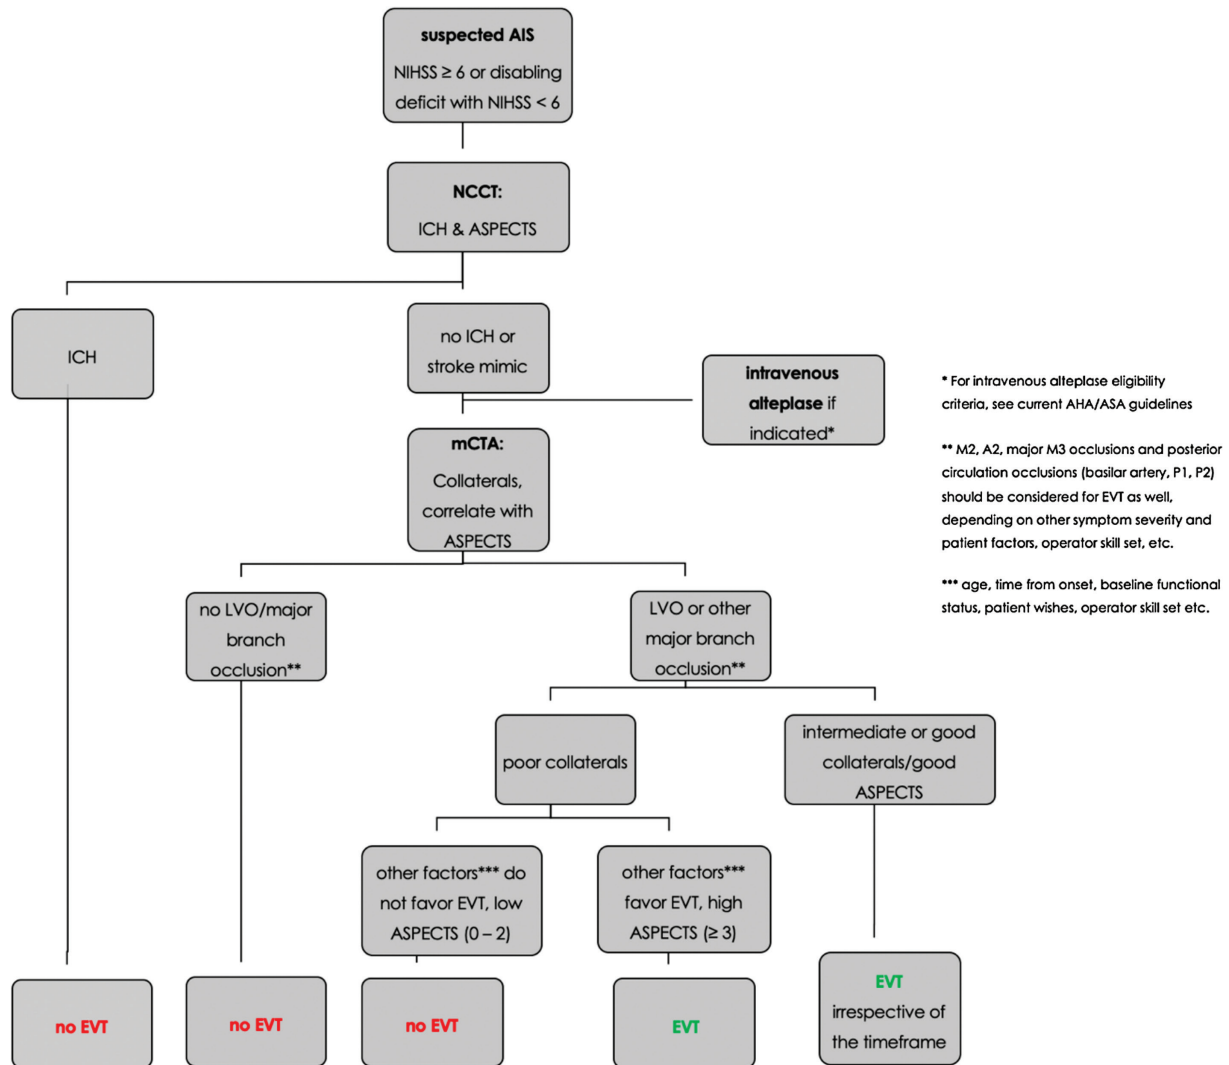 suspected AIS
NIHSS ≥ 6 or disabling
deficit with NIHSS < 6
NCCT:
ICH & ASPECTS
ICH
no ICH or
stroke mimic
intravenous
alteplase if
indicated*
* For intravenous alteplase eligibility
criteria, see current AHA/ASA guidelines
** M2, A2, major M3 occlusions and posterior
circulation occlusions (basilar artery, P1, P2)
should be considered for EVT as well,
depending on other symptom severity and
patient factors, operator skill set, etc.
*** age, time from onset, baseline functional
status, patient wishes, operator skill set etc.
mCTA:
Collaterals,
correlate with
ASPECTS
no LVO/major
branch
occlusion**
LVO or other
major branch
occlusion**
poor collaterals
intermediate or good
collaterals/good
ASPECTS
other factors*** do
not favor EVT, low
ASPECTS (0 – 2)
other factors***
favor EVT, high
ASPECTS (≥ 3)
no EVT
no EVT
no EVT
EVT
EVT
irrespective of
the timeframe